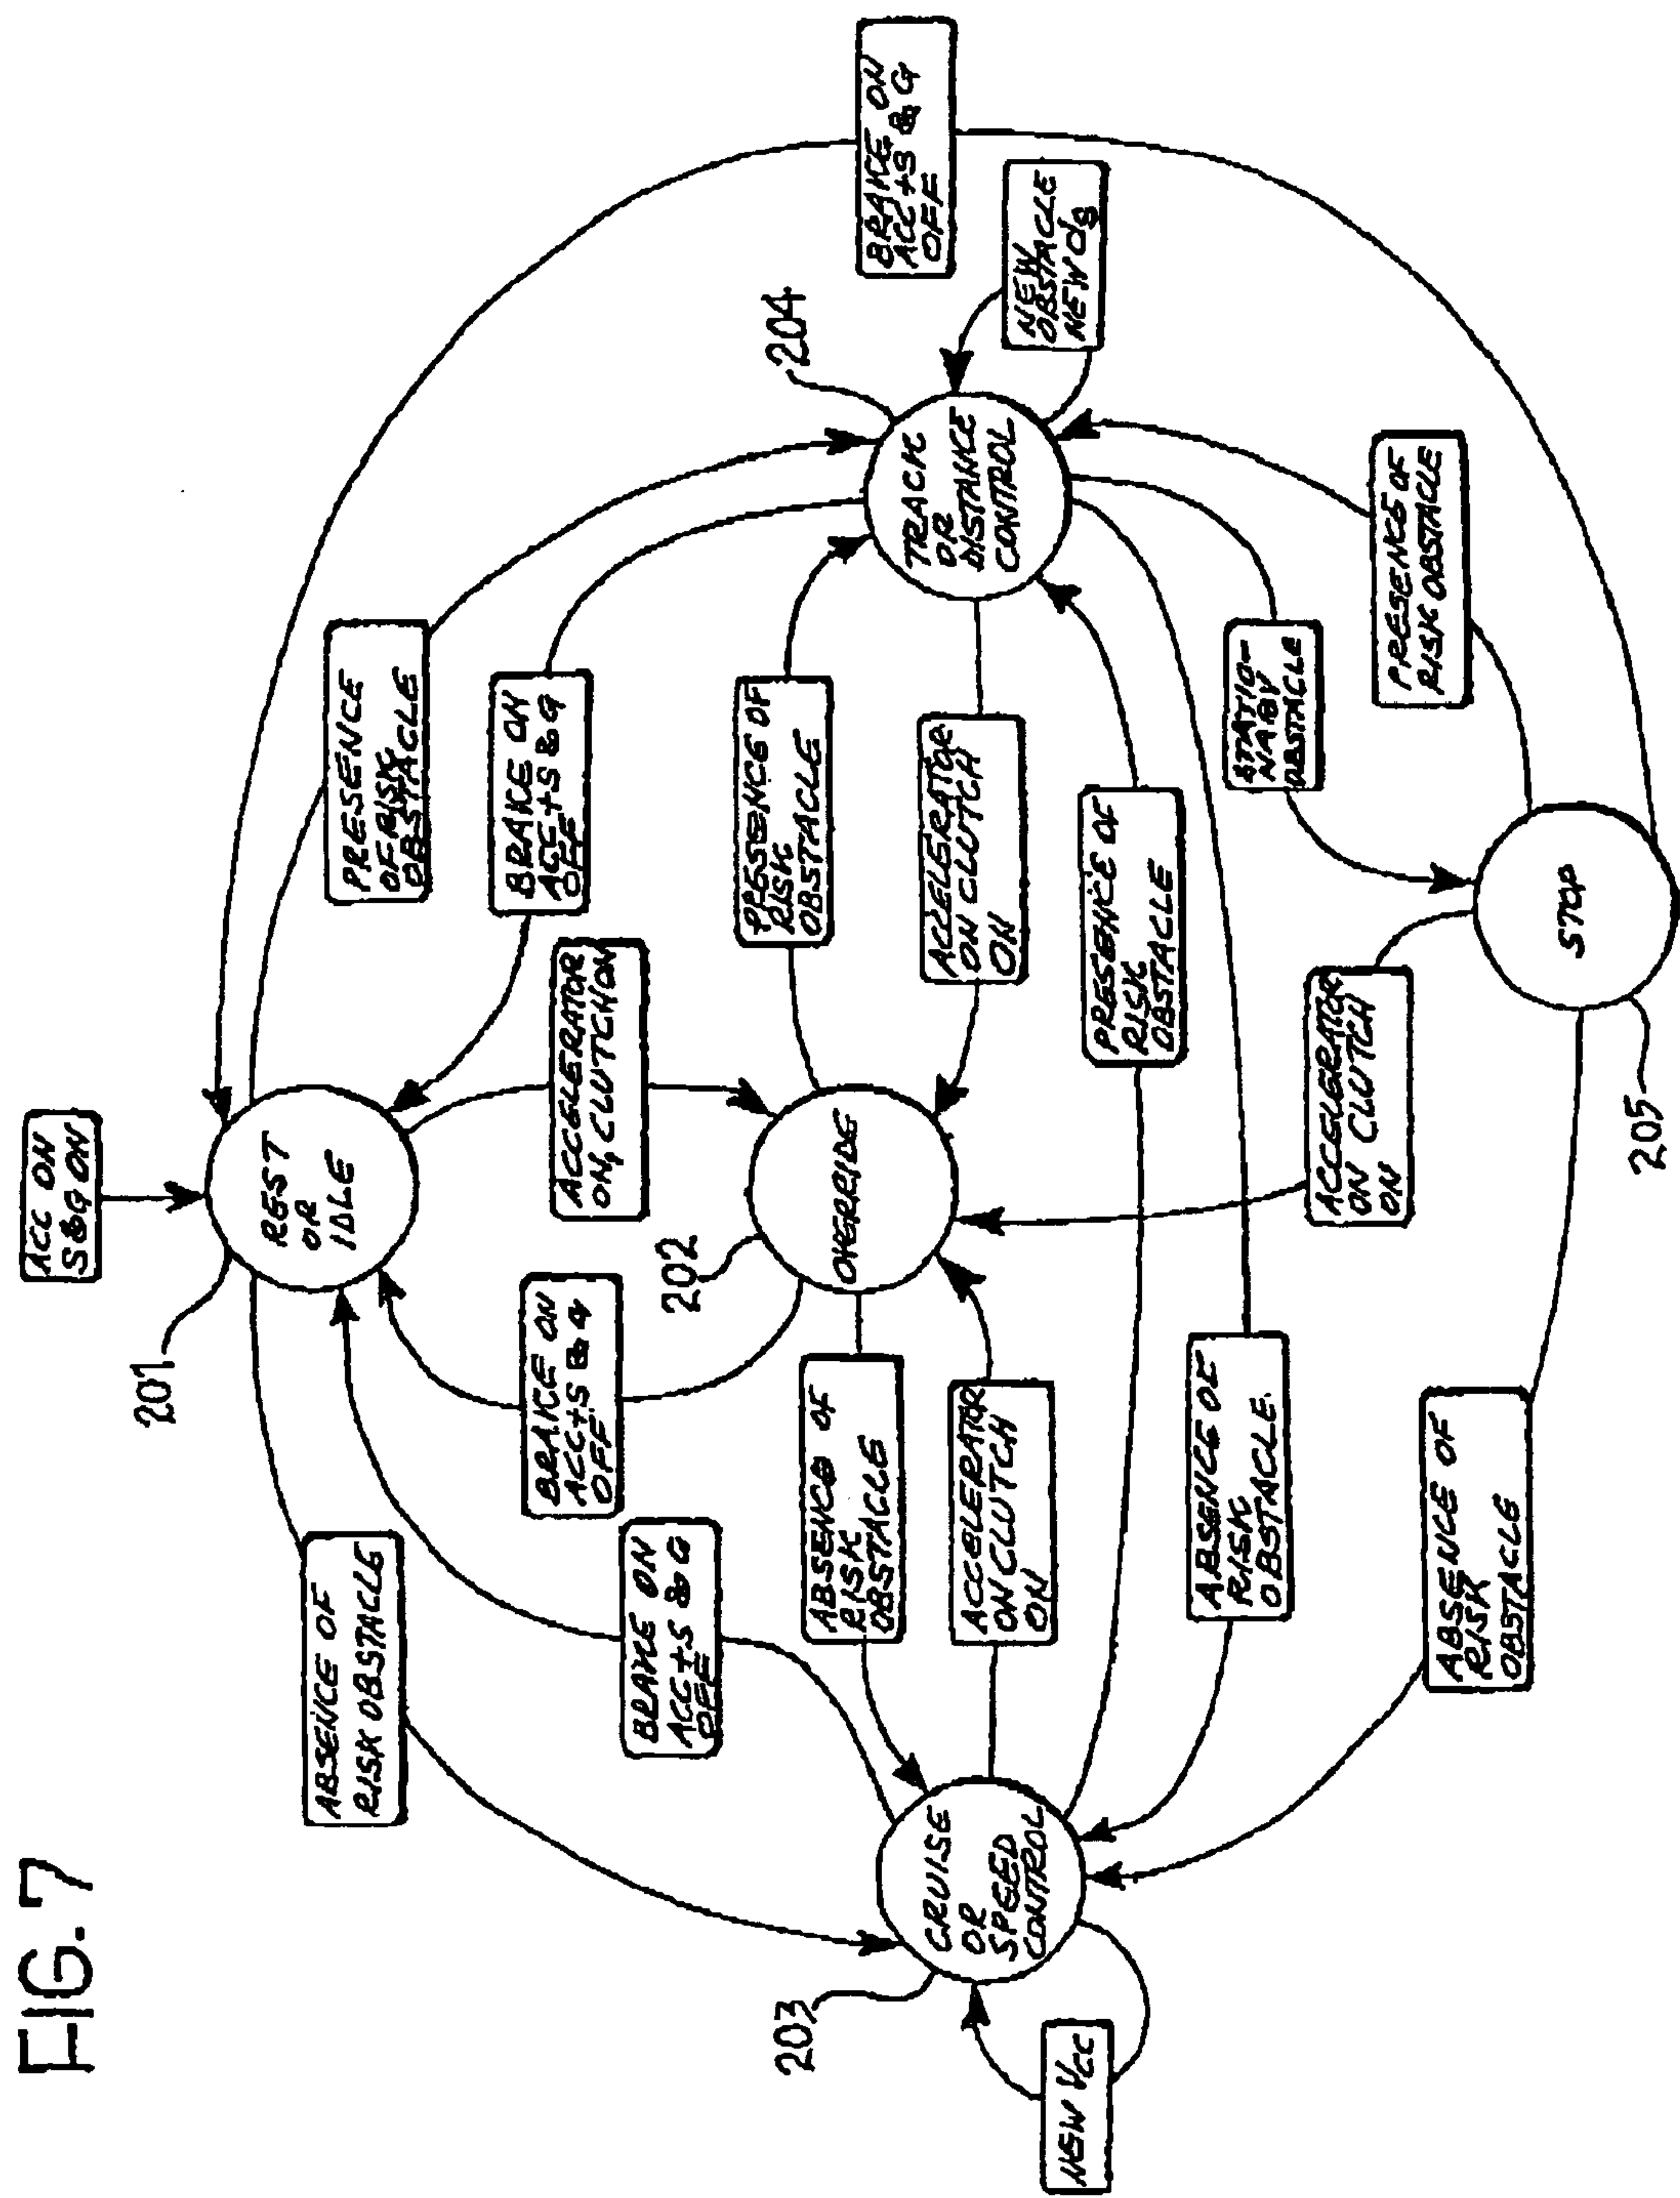 FIG. 7
ACC ON
S&G ON
201
REST
OR
IDLE
ABSENCE OF
RISK OBSTACLE
PRESENCE
OF RISK
OBSTACLE
BRAKE ON
ACC+S&G
OFF
BRAKE ON
ACC+S&G
OFF
ACCELERATOR
ON, CLUTCH ON
BRAKE ON
ACC+S&G
OFF
BRAKE ON
ACC+S&G
OFF
202
OVERRIDE
PRESENCE OF
RISK
OBSTACLE
ABSENCE OF
RISK
OBSTACLE
ACCELERATOR
ON CLUTCH
ON
ACCELERATOR
ON CLUTCH
ON
203
CRUISE
OR
SPEED
CONTROL
204
TRACK
OR
DISTANCE
CONTROL
NEW
OBSTACLE
NEW ds
NEW Vcc
PRESENCE OF
RISK
OBSTACLE
ABSENCE OF
RISK
OBSTACLE
STATIO-
NARY
OBSTACLE
ACCELERATOR
ON CLUTCH
ON
PRESENCE OF
RISK OBSTACLE
ABSENCE OF
RISK
OBSTACLE
STOP
205